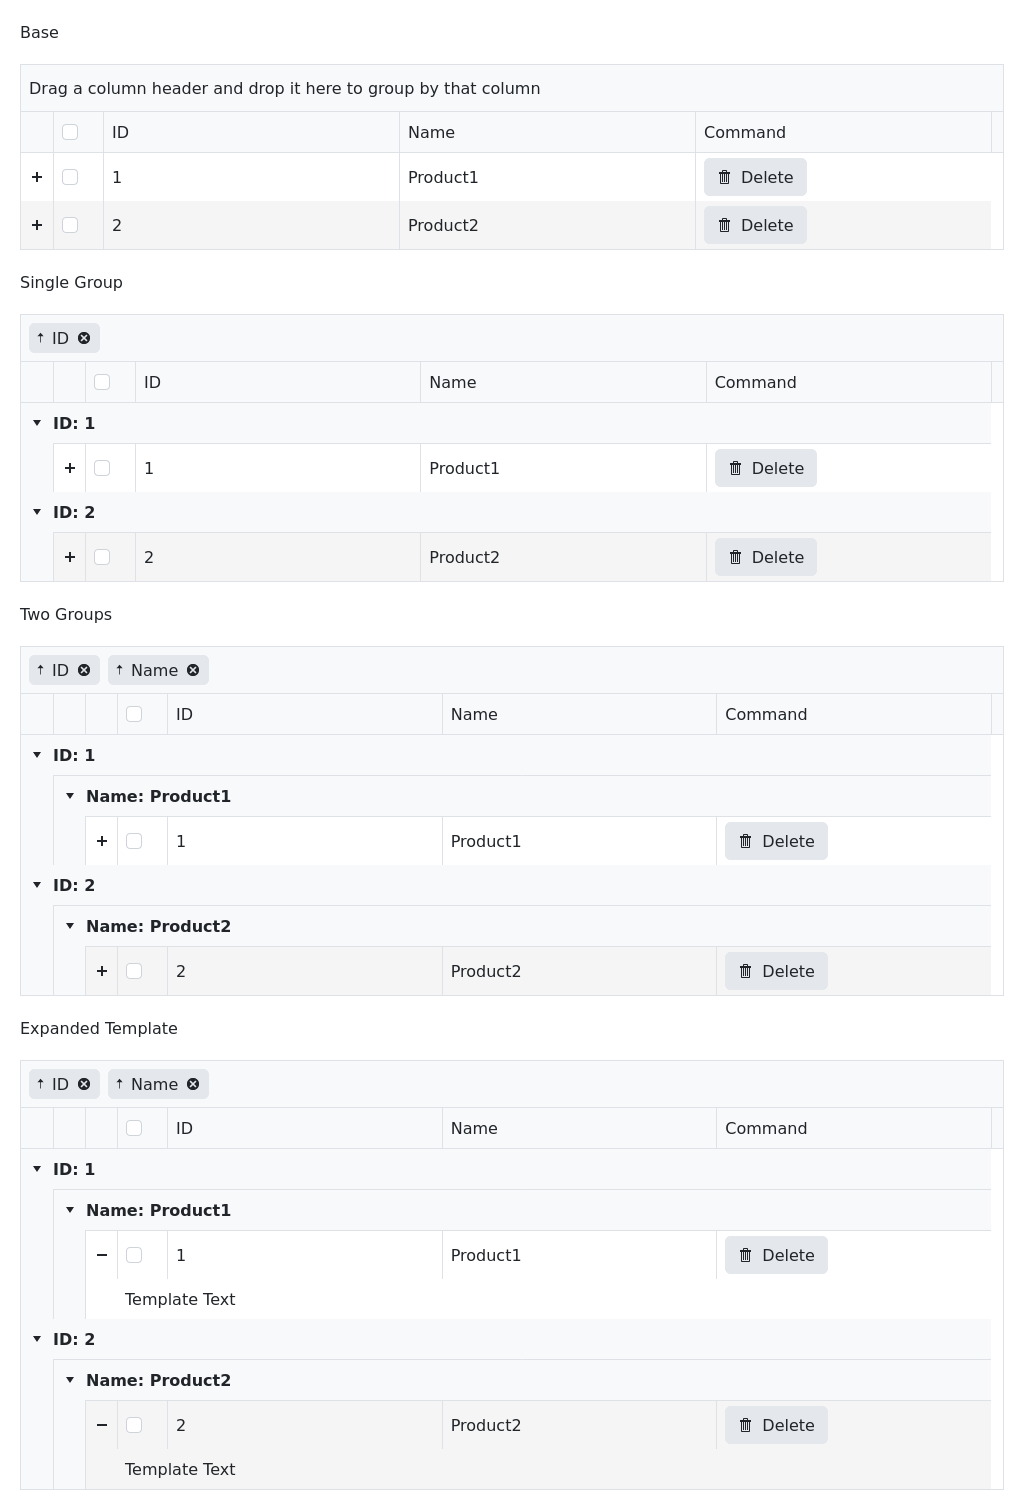 Base
Drag a column header and drop it here to group by that column
ID Name Command
1 Product1 Delete
2 Product2 Delete
Single Group
ID
ID Name Command
ID: 1
1 Product1 Delete
ID: 2
2 Product2 Delete
Two Groups
ID Name
ID Name Command
ID: 1
Name: Product1
1 Product1 Delete
ID: 2
Name: Product2
2 Product2 Delete
Expanded Template
ID Name
ID Name Command
ID: 1
Name: Product1
1 Product1 Delete
Template Text
ID: 2
Name: Product2
2 Product2 Delete
Template Text